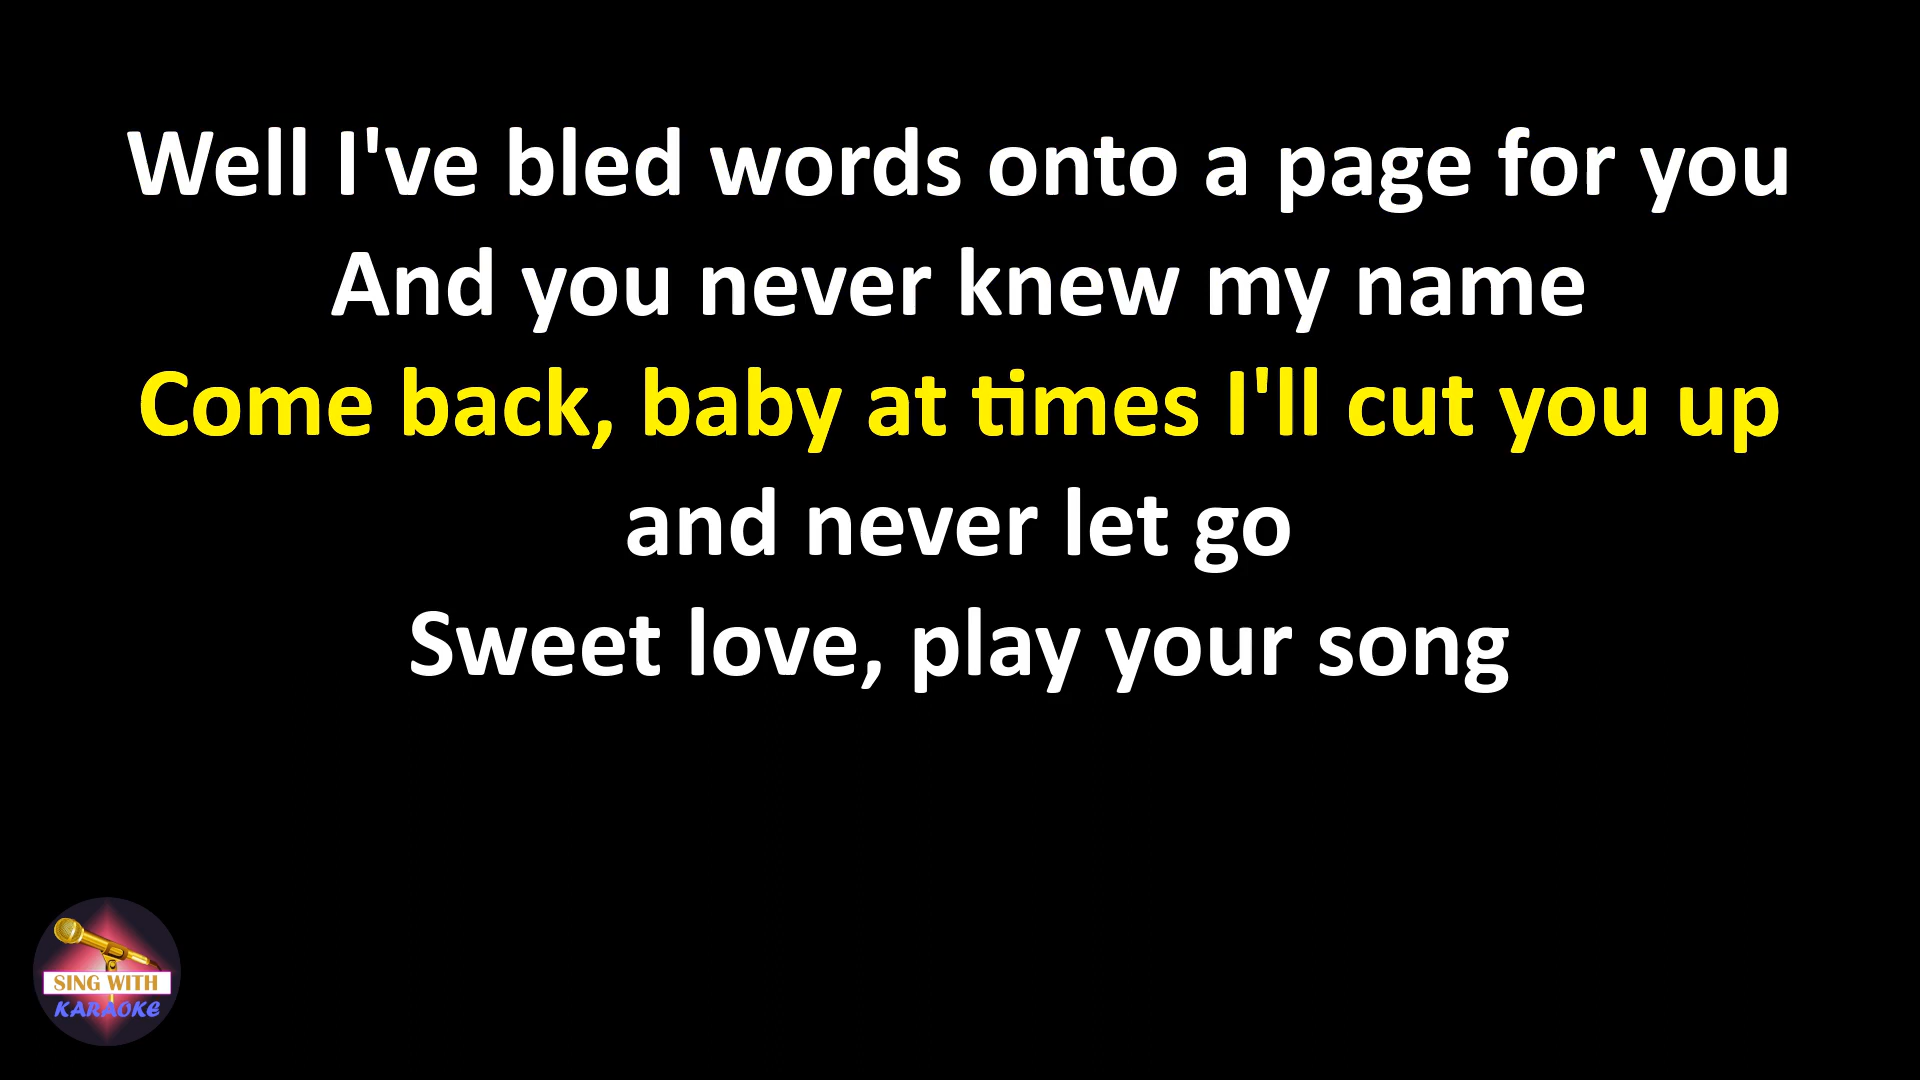 Well I've bled words onto a page for you
And you never knew my name
Come back, baby at times I'll cut you up
and never let go
Sweet love, play your song
SING WITH
KARAOKE